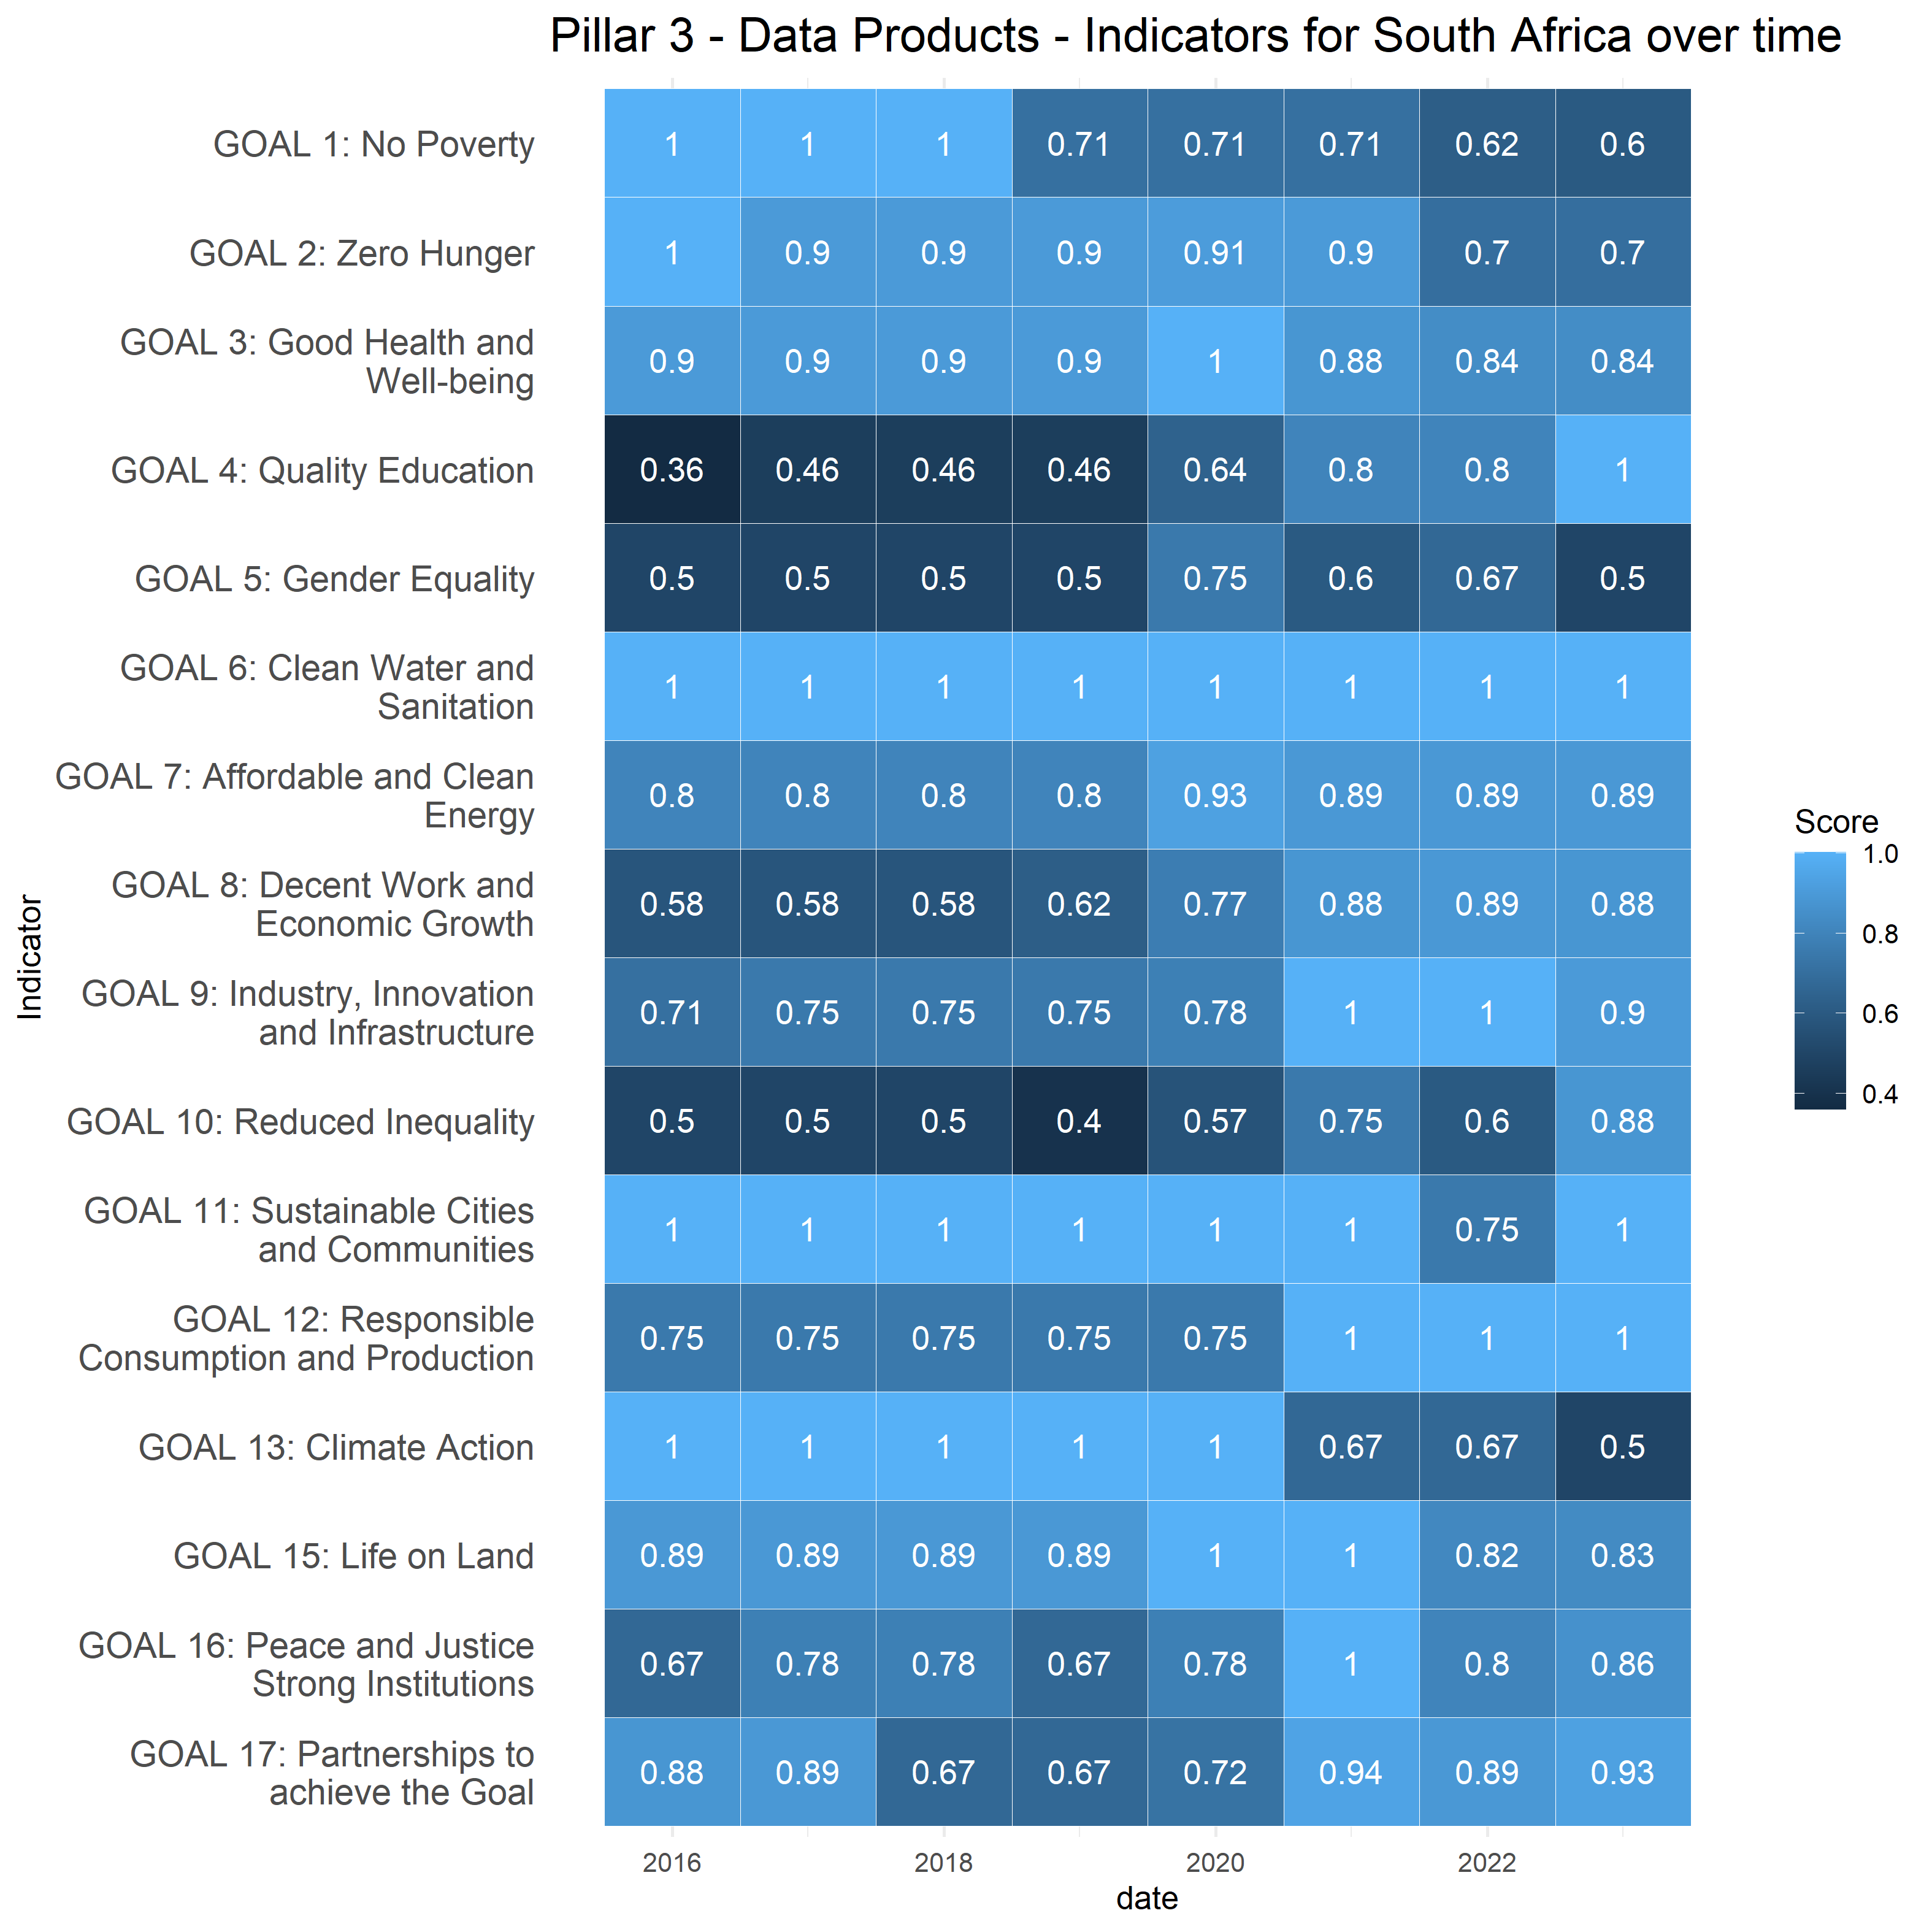 Pillar 3 - Data Products - Indicators for South Africa over time
GOAL 1: No Poverty
1 1 1 0.71 0.71 0.71 0.62 0.6
GOAL 2: Zero Hunger
1 0.9 0.9 0.9 0.91 0.9 0.7 0.7
GOAL 3: Good Health and
Well-being
0.9 0.9 0.9 0.9 1 0.88 0.84 0.84
GOAL 4: Quality Education
0.36 0.46 0.46 0.46 0.64 0.8 0.8 1
GOAL 5: Gender Equality
0.5 0.5 0.5 0.5 0.75 0.6 0.67 0.5
GOAL 6: Clean Water and
Sanitation
1 1 1 1 1 1 1 1
GOAL 7: Affordable and Clean
Energy
0.8 0.8 0.8 0.8 0.93 0.89 0.89 0.89
GOAL 8: Decent Work and
Economic Growth
0.58 0.58 0.58 0.62 0.77 0.88 0.89 0.88
GOAL 9: Industry, Innovation
and Infrastructure
0.71 0.75 0.75 0.75 0.78 1 1 0.9
GOAL 10: Reduced Inequality
0.5 0.5 0.5 0.4 0.57 0.75 0.6 0.88
GOAL 11: Sustainable Cities
and Communities
1 1 1 1 1 1 0.75 1
GOAL 12: Responsible
Consumption and Production
0.75 0.75 0.75 0.75 0.75 1 1 1
GOAL 13: Climate Action
1 1 1 1 1 0.67 0.67 0.5
GOAL 15: Life on Land
0.89 0.89 0.89 0.89 1 1 0.82 0.83
GOAL 16: Peace and Justice
Strong Institutions
0.67 0.78 0.78 0.67 0.78 1 0.8 0.86
GOAL 17: Partnerships to
achieve the Goal
0.88 0.89 0.67 0.67 0.72 0.94 0.89 0.93
2016 2018 2020 2022
date
Indicator
Score
1.0
0.8
0.6
0.4